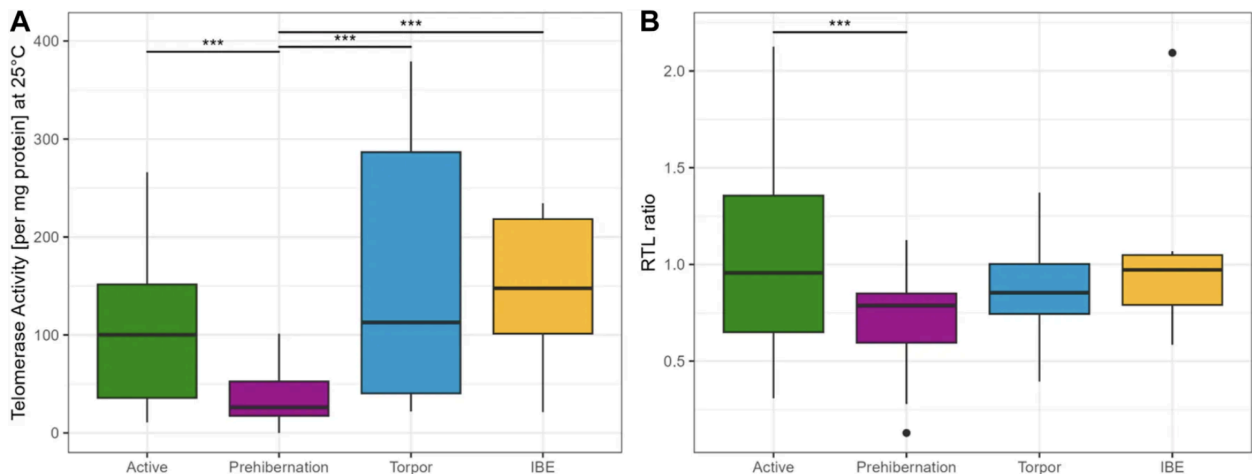 A
Telomerase Activity [per mg protein] at 25°C
400
300
200
100
0
***
***
***
Active
Prehibernation
Torpor
IBE
B
RTL ratio
2.0
1.5
1.0
0.5
***
Active
Prehibernation
Torpor
IBE